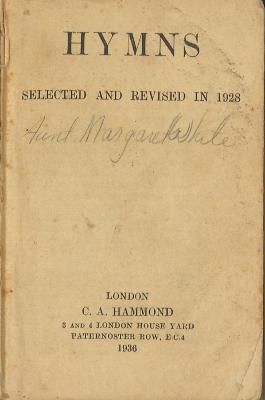 HYMNS
SELECTED AND REVISED IN 1928
Aunt Margaret
LONDON
C. A. HAMMOND
3 AND 4 LONDON HOUSE YARD
PATERNOSTER ROW, E.C.4
1936